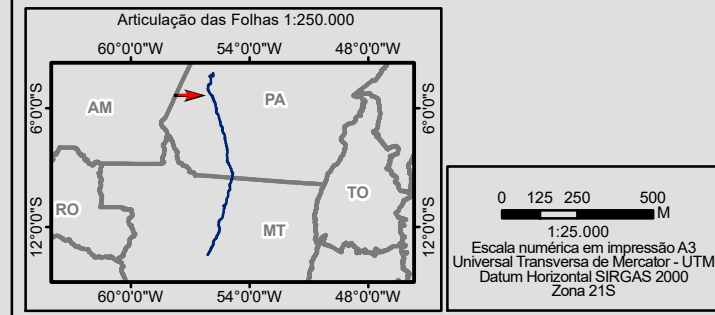 Articulação das Folhas 1:250.000
60°0'0"W 54°0'0"W 48°0'0"W
6°0'0"S
6°0'0"S
AM
PA
RO
TO
MT
12°0'0"S
12°0'0"S
60°0'0"W 54°0'0"W 48°0'0"W
0 125 250 500
M
1:25.000
Escala numérica em impressão A3
Universal Transversa de Mercator - UTM
Datum Horizontal SIRGAS 2000
Zona 21S